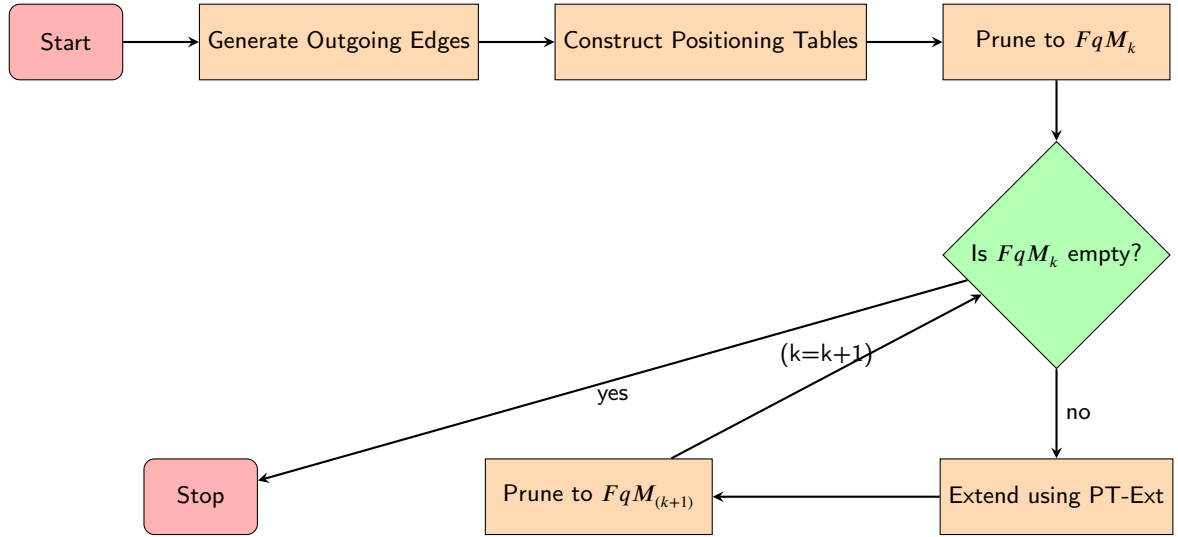 Start
Generate Outgoing Edges
Construct Positioning Tables
Prune to FqM_k
Is FqM_k empty?
(k=k+1)
yes
no
Stop
Prune to FqM_(k+1)
Extend using PT-Ext